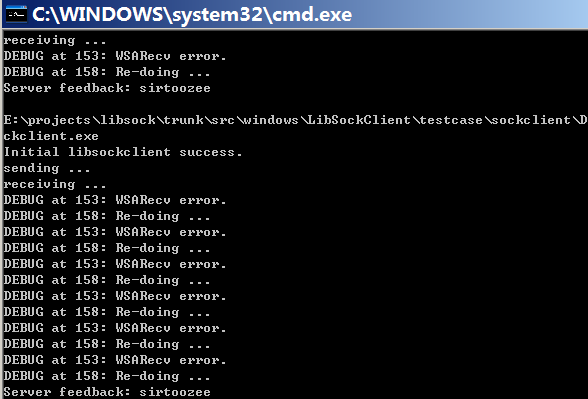 C:\WINDOWS\system32\cmd.exe
receiving ...
DEBUG at 153: WSARecv error.
DEBUG at 158: Re-doing ...
Server feedback: sirtoozee
E:\projects\libsock\trunk\src\windows\LibSockClient\testcase\sockclient\D
ckclient.exe
Initial libsockclient success.
sending ...
receiving ...
DEBUG at 153: WSARecv error.
DEBUG at 158: Re-doing ...
DEBUG at 153: WSARecv error.
DEBUG at 158: Re-doing ...
DEBUG at 153: WSARecv error.
DEBUG at 158: Re-doing ...
DEBUG at 153: WSARecv error.
DEBUG at 158: Re-doing ...
DEBUG at 153: WSARecv error.
DEBUG at 158: Re-doing ...
DEBUG at 153: WSARecv error.
DEBUG at 158: Re-doing ...
Server feedback: sirtoozee